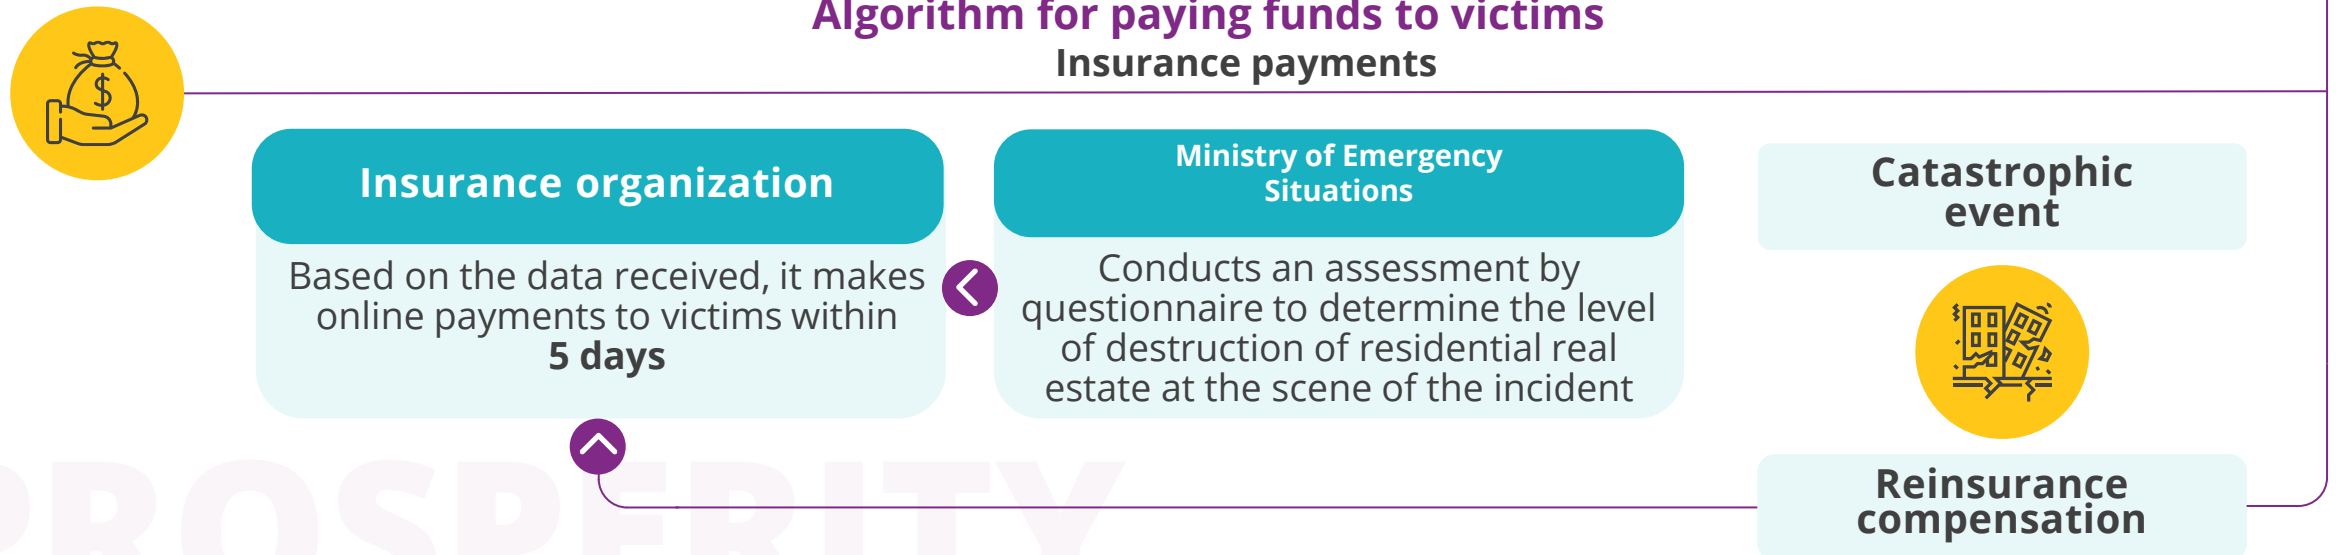 Algorithm for paying funds to victims
Insurance payments
$
Insurance organization
Based on the data received, it makes
online payments to victims within
5 days
Ministry of Emergency
Situations
Conducts an assessment by
questionnaire to determine the level
of destruction of residential real
estate at the scene of the incident
Catastrophic
event
Reinsurance
compensation
PROSPERITY